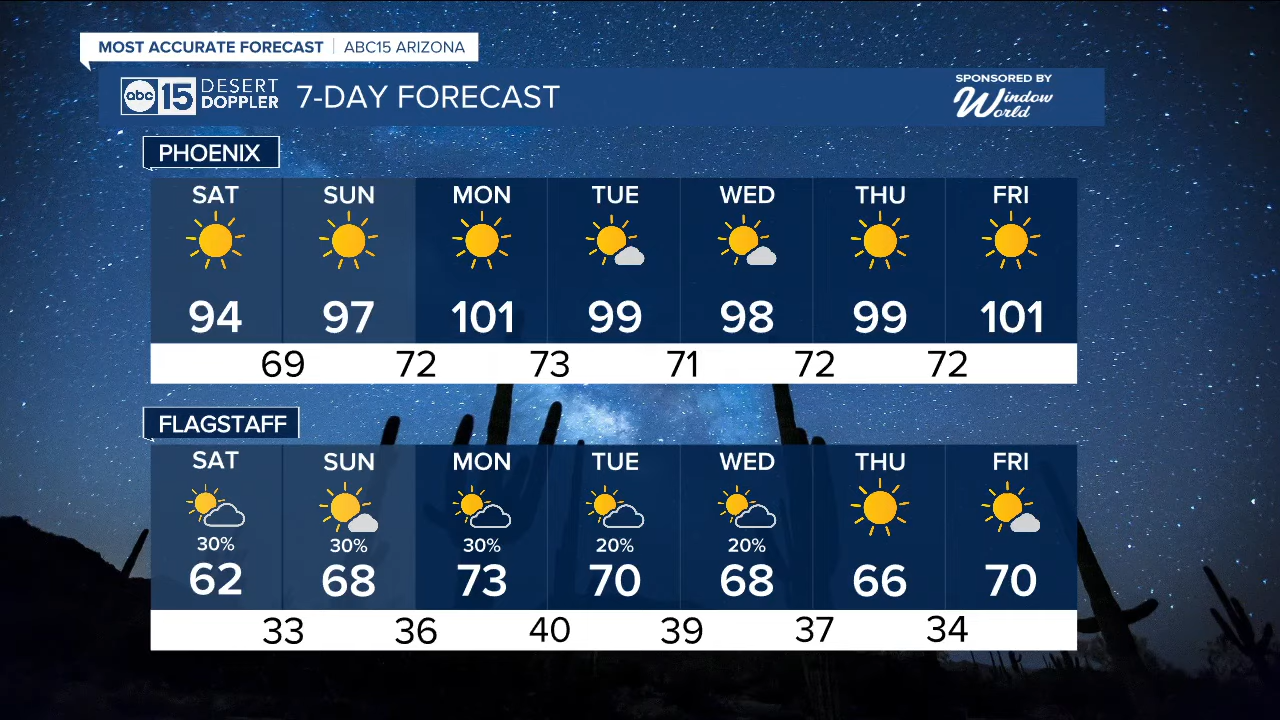 MOST ACCURATE FORECAST | ABC15 ARIZONA
abc 15 DESERT DOPPLER 7-DAY FORECAST
SPONSORED BY
Window World
PHOENIX
SAT SUN MON TUE WED THU FRI
94 97 101 99 98 99 101
69 72 73 71 72 72
FLAGSTAFF
SAT SUN MON TUE WED THU FRI
30% 30% 30% 20% 20%
62 68 73 70 68 66 70
33 36 40 39 37 34